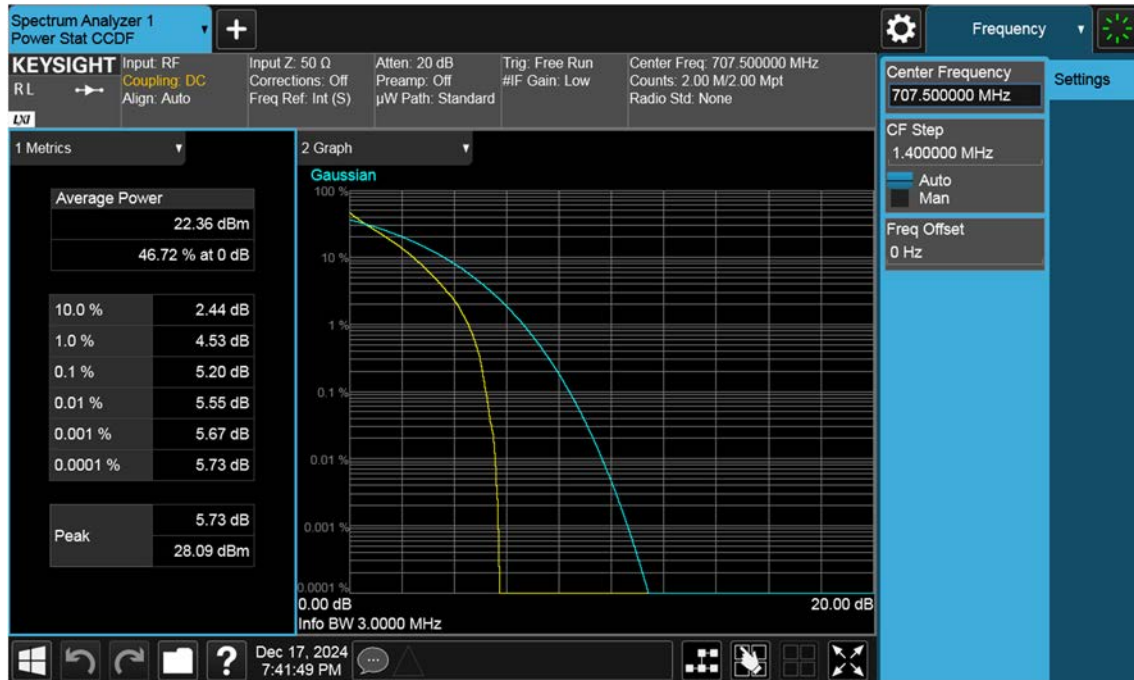 Spectrum Analyzer 1
Power Stat CCDF
Frequency
KEYSIGHT
RL
LXI
Input: RF
Coupling: DC
Align: Auto
Input Z: 50 Ω
Corrections: Off
Freq Ref: Int (S)
Atten: 20 dB
Preamp: Off
µW Path: Standard
Trig: Free Run
#IF Gain: Low
Center Freq: 707.500000 MHz
Counts: 2.00 M/2.00 Mpt
Radio Std: None
Center Frequency
707.500000 MHz
Settings
CF Step
1.400000 MHz
Auto
Man
Freq Offset
0 Hz
1 Metrics
Average Power
22.36 dBm
46.72 % at 0 dB
10.0 % 2.44 dB
1.0 % 4.53 dB
0.1 % 5.20 dB
0.01 % 5.55 dB
0.001 % 5.67 dB
0.0001 % 5.73 dB
Peak
5.73 dB
28.09 dBm
2 Graph
Gaussian
100 %
10 %
1 %
0.1 %
0.01 %
0.001 %
0.0001 %
0.00 dB 20.00 dB
Info BW 3.0000 MHz
?
Dec 17, 2024
7:41:49 PM